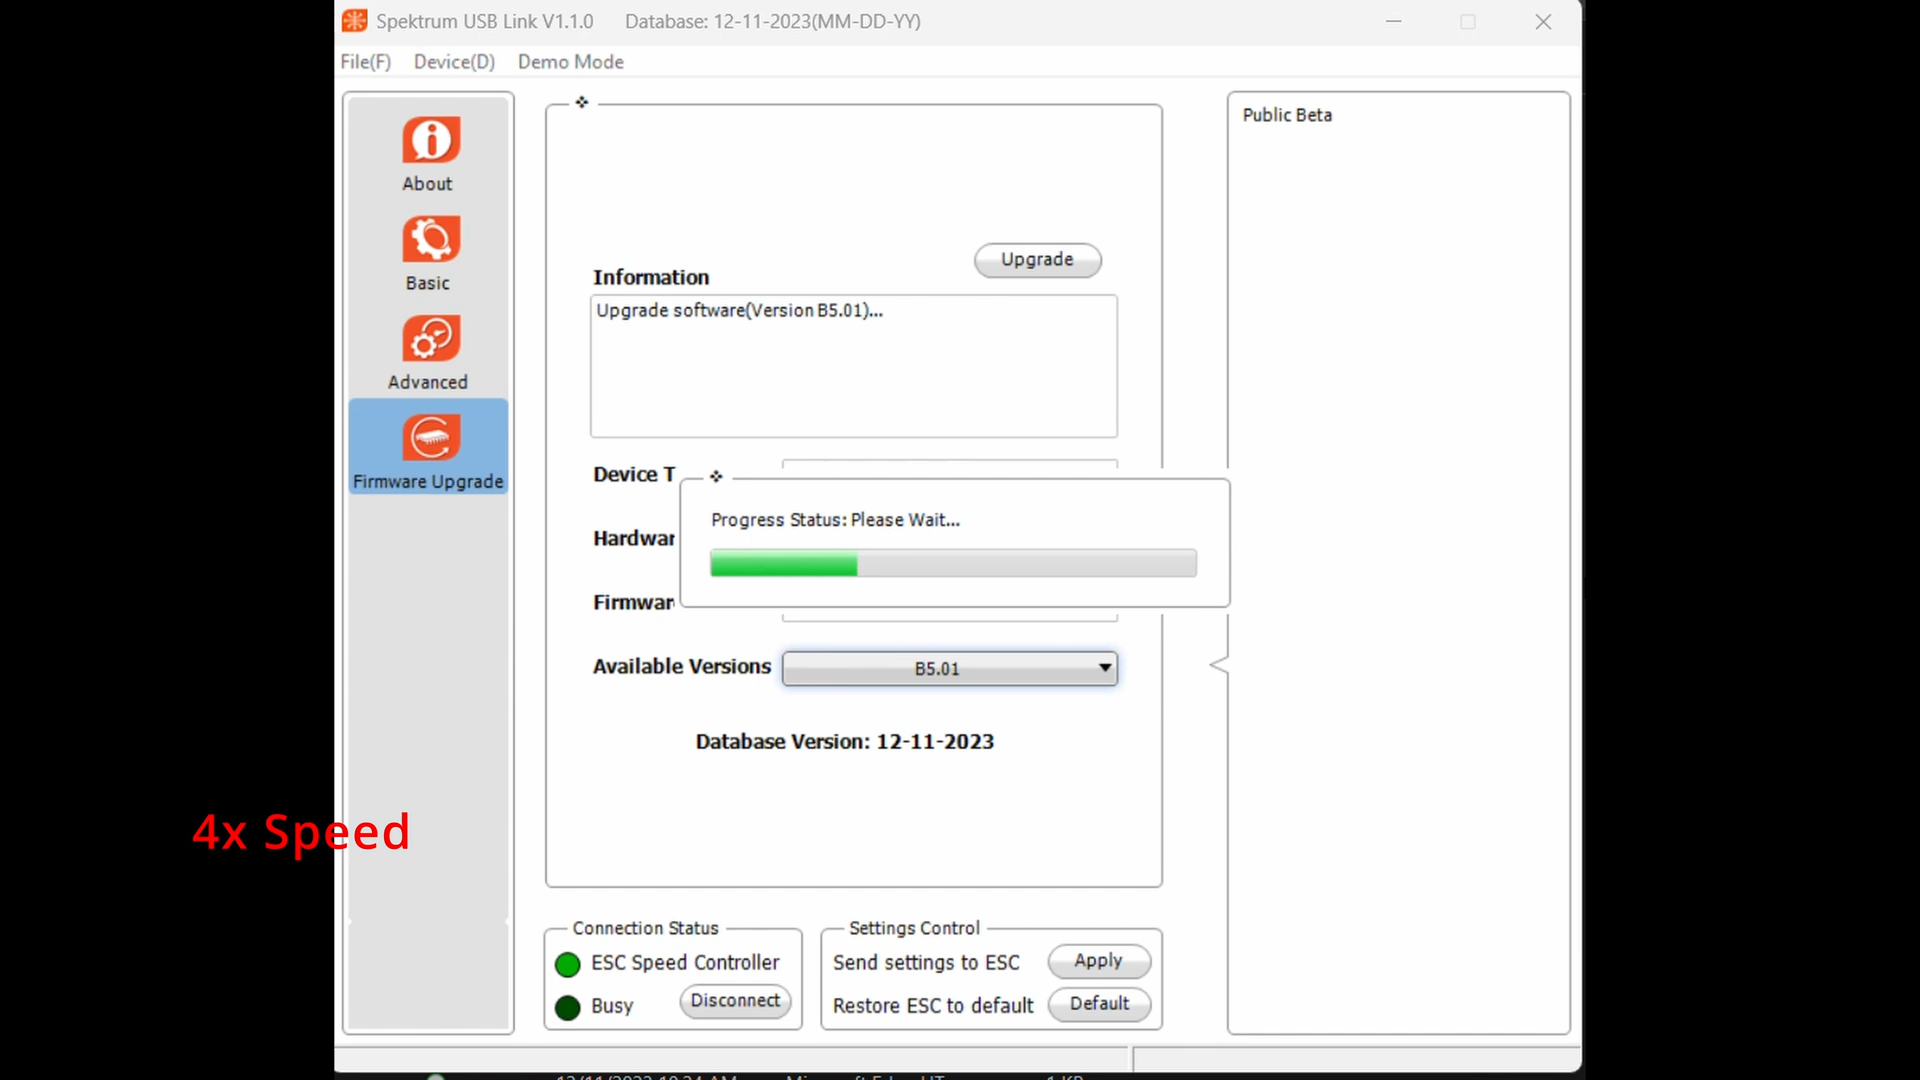 Spektrum USB Link V1.1.0 Database: 12-11-2023(MM-DD-YY)
File(F) Device(D) Demo Mode
About
Basic
Advanced
Firmware Upgrade
Upgrade
Information
Upgrade software(Version B5.01)...
Device T
Hardwar
Firmwar
Progress Status: Please Wait...
Available Versions B5.01
Database Version: 12-11-2023
Public Beta
4x Speed
Connection Status
ESC Speed Controller
Busy Disconnect
Settings Control
Send settings to ESC Apply
Restore ESC to default Default